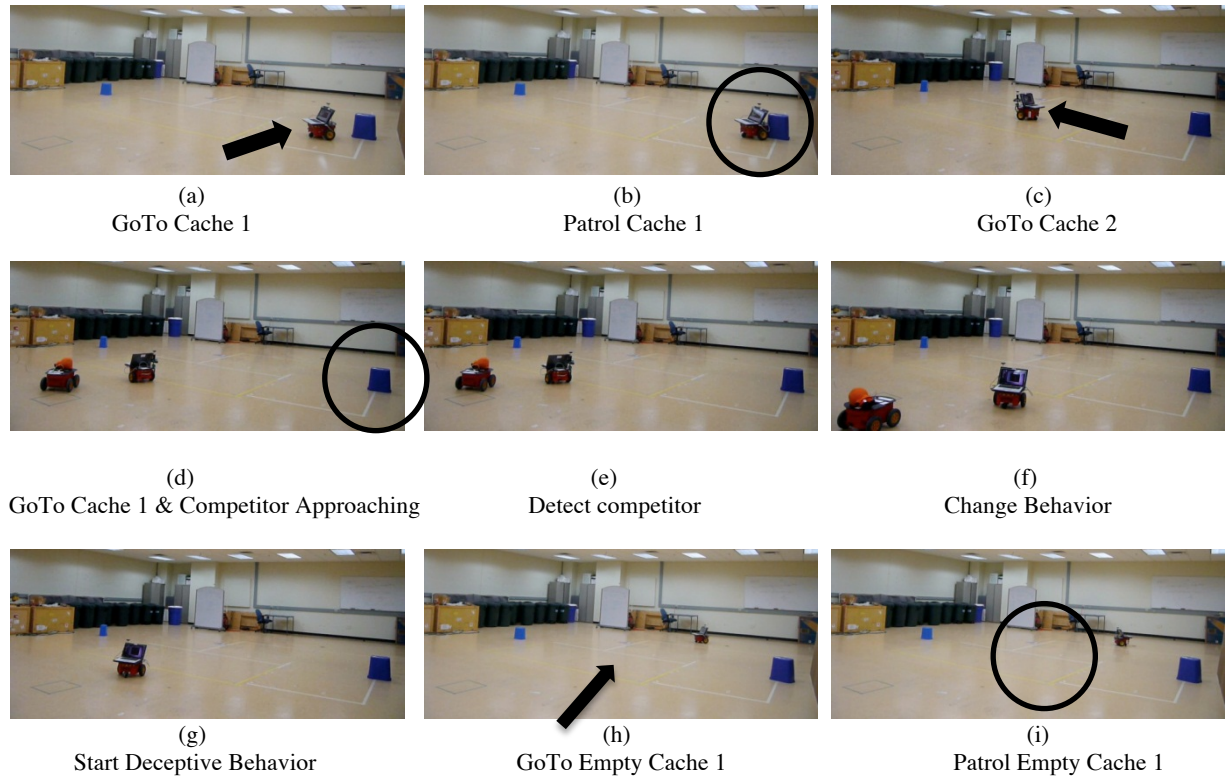 (a)
GoTo Cache 1
(b)
Patrol Cache 1
(c)
GoTo Cache 2
(d)
GoTo Cache 1 & Competitor Approaching
(e)
Detect competitor
(f)
Change Behavior
(g)
Start Deceptive Behavior
(h)
GoTo Empty Cache 1
(i)
Patrol Empty Cache 1